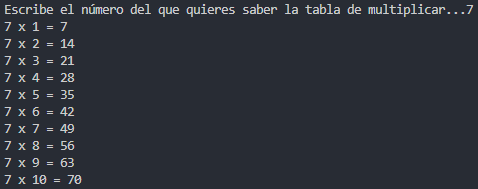 Escribe el número del que quieres saber la tabla de multiplicar...7
7 x 1 = 7
7 x 2 = 14
7 x 3 = 21
7 x 4 = 28
7 x 5 = 35
7 x 6 = 42
7 x 7 = 49
7 x 8 = 56
7 x 9 = 63
7 x 10 = 70